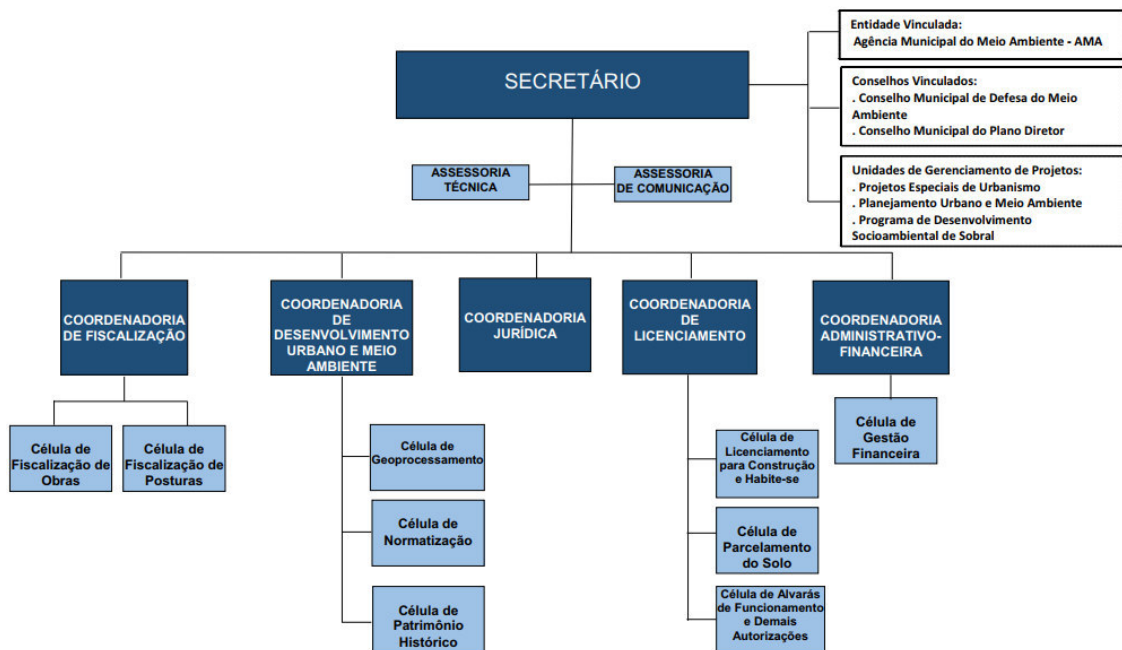 SECRETÁRIO
Entidade Vinculada:
Agência Municipal do Meio Ambiente - AMA
Conselhos Vinculados:
. Conselho Municipal de Defesa do Meio
Ambiente
. Conselho Municipal do Plano Diretor
Unidades de Gerenciamento de Projetos:
. Projetos Especiais de Urbanismo
. Planejamento Urbano e Meio Ambiente
. Programa de Desenvolvimento
Socioambiental de Sobral
ASSESSORIA
TÉCNICA
ASSESSORIA
DE COMUNICAÇÃO
COORDENADORIA
DE FISCALIZAÇÃO
COORDENADORIA
DE
DESENVOLVIMENTO
URBANO E MEIO
AMBIENTE
COORDENADORIA
JURÍDICA
COORDENADORIA
DE
LICENCIAMENTO
COORDENADORIA
ADMINISTRATIVO-
FINANCEIRA
Célula de
Fiscalização de
Obras
Célula de
Fiscalização de
Posturas
Célula de
Geoprocessamento
Célula de
Normatização
Célula de
Patrimônio
Histórico
Célula de
Licenciamento
para Construção
e Habite-se
Célula de
Parcelamento
do Solo
Célula de Alvarás
de Funcionamento
e Demais
Autorizações
Célula de
Gestão
Financeira